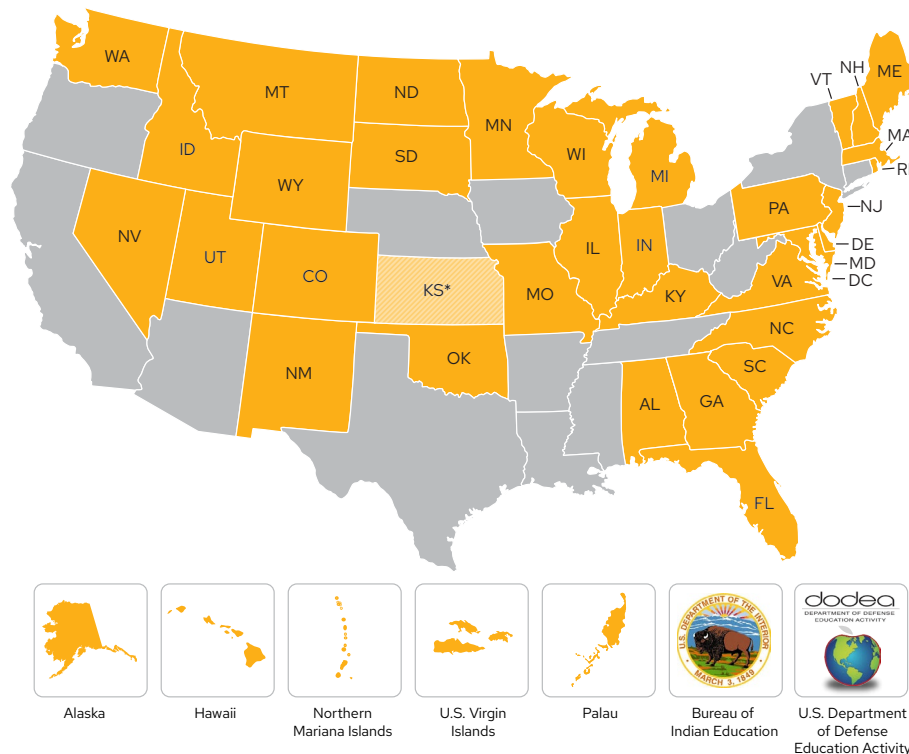 WA
MT
ND
MN
VT
NH
ME
MA
R
ID
SD
WI
MI
WY
NV
UT
CO
KS*
MO
IL
IN
PA
NJ
DE
MD
DC
KY
VA
NC
SC
NM
OK
AL
GA
FL
dodea
DEPARTMENT OF DEFENSE
EDUCATION ACTIVITY
U.S. DEPARTMENT OF THE INTERIOR
MARCH 3, 1849
Alaska
Hawaii
Northern
Mariana Islands
U.S. Virgin
Islands
Palau
Bureau of
Indian Education
U.S. Department
of Defense
Education Activity